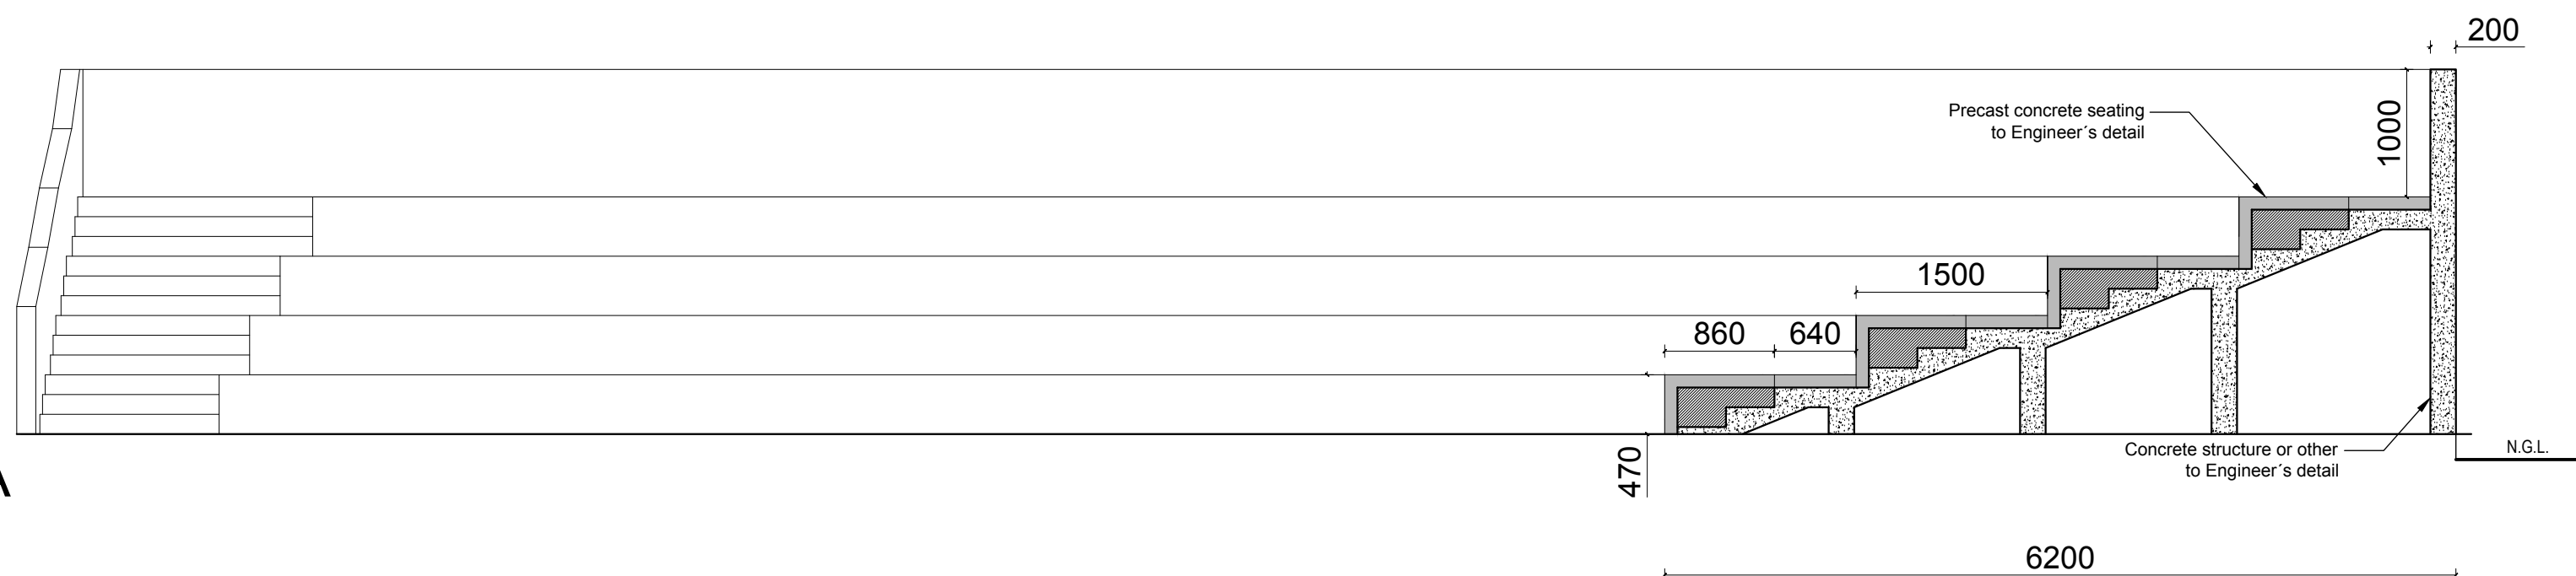 200
Precast concrete seating
to Engineer´s detail
1000
1500
860
640
470
Concrete structure or other
to Engineer´s detail
N.G.L.
6200